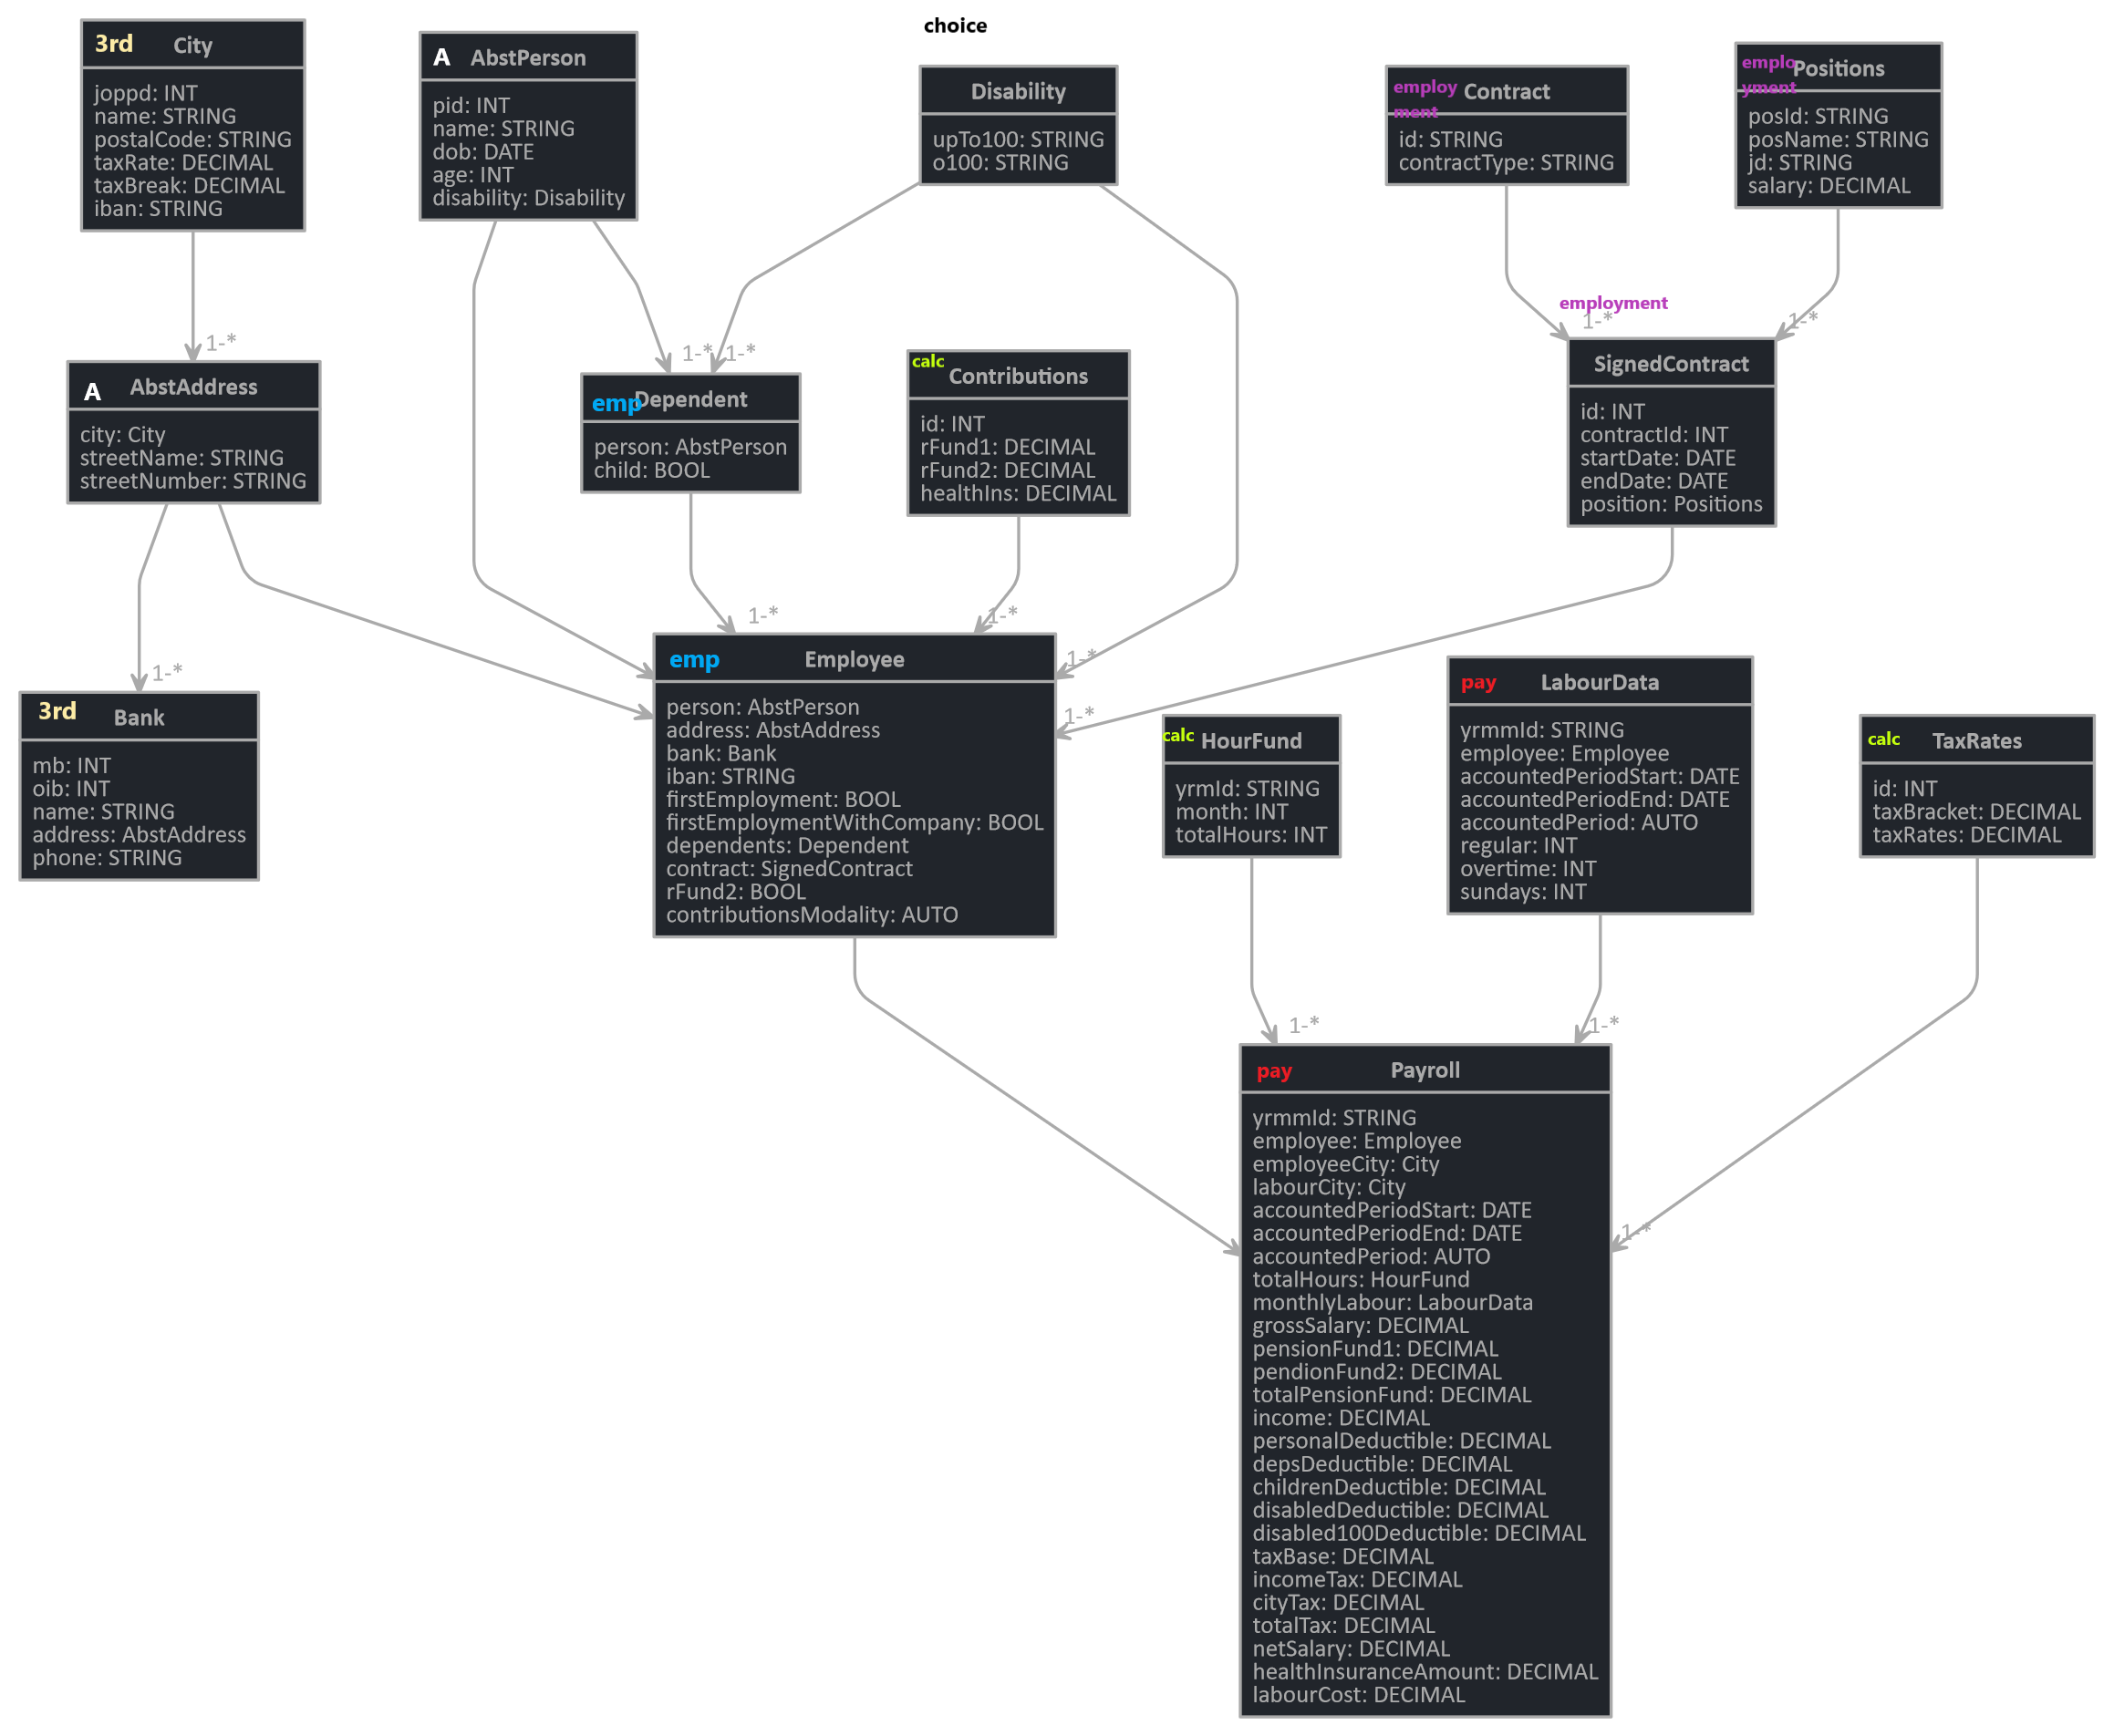 choice
3rd City
joppd: INT
name: STRING
postalCode: STRING
taxRate: DECIMAL
taxBreak: DECIMAL
iban: STRING
A AbstPerson
pid: INT
name: STRING
dob: DATE
age: INT
disability: Disability
Disability
upTo100: STRING
o100: STRING
employ
ment
Contract
id: STRING
contractType: STRING
emplo
yment
Positions
posId: STRING
posName: STRING
jd: STRING
salary: DECIMAL
1-*
1-*
1-*
employment
1-*
1-*
A AbstAddress
city: City
streetName: STRING
streetNumber: STRING
emp Dependent
person: AbstPerson
child: BOOL
calc Contributions
id: INT
rFund1: DECIMAL
rFund2: DECIMAL
healthIns: DECIMAL
SignedContract
id: INT
contractId: INT
startDate: DATE
endDate: DATE
position: Positions
1-*
1-*
1-*
1-*
1-*
3rd Bank
mb: INT
oib: INT
name: STRING
address: AbstAddress
phone: STRING
emp Employee
person: AbstPerson
address: AbstAddress
bank: Bank
iban: STRING
firstEmployment: BOOL
firstEmploymentWithCompany: BOOL
dependents: Dependent
contract: SignedContract
rFund2: BOOL
contributionsModality: AUTO
calc HourFund
yrmId: STRING
month: INT
totalHours: INT
pay LabourData
yrmmId: STRING
employee: Employee
accountedPeriodStart: DATE
accountedPeriodEnd: DATE
accountedPeriod: AUTO
regular: INT
overtime: INT
sundays: INT
calc TaxRates
id: INT
taxBracket: DECIMAL
taxRates: DECIMAL
1-*
1-*
1-*
pay Payroll
yrmmId: STRING
employee: Employee
employeeCity: City
labourCity: City
accountedPeriodStart: DATE
accountedPeriodEnd: DATE
accountedPeriod: AUTO
totalHours: HourFund
monthlyLabour: LabourData
grossSalary: DECIMAL
pensionFund1: DECIMAL
pendionFund2: DECIMAL
totalPensionFund: DECIMAL
income: DECIMAL
personalDeductible: DECIMAL
depsDeductible: DECIMAL
childrenDeductible: DECIMAL
disabledDeductible: DECIMAL
disabled100Deductible: DECIMAL
taxBase: DECIMAL
incomeTax: DECIMAL
cityTax: DECIMAL
totalTax: DECIMAL
netSalary: DECIMAL
healthInsuranceAmount: DECIMAL
labourCost: DECIMAL